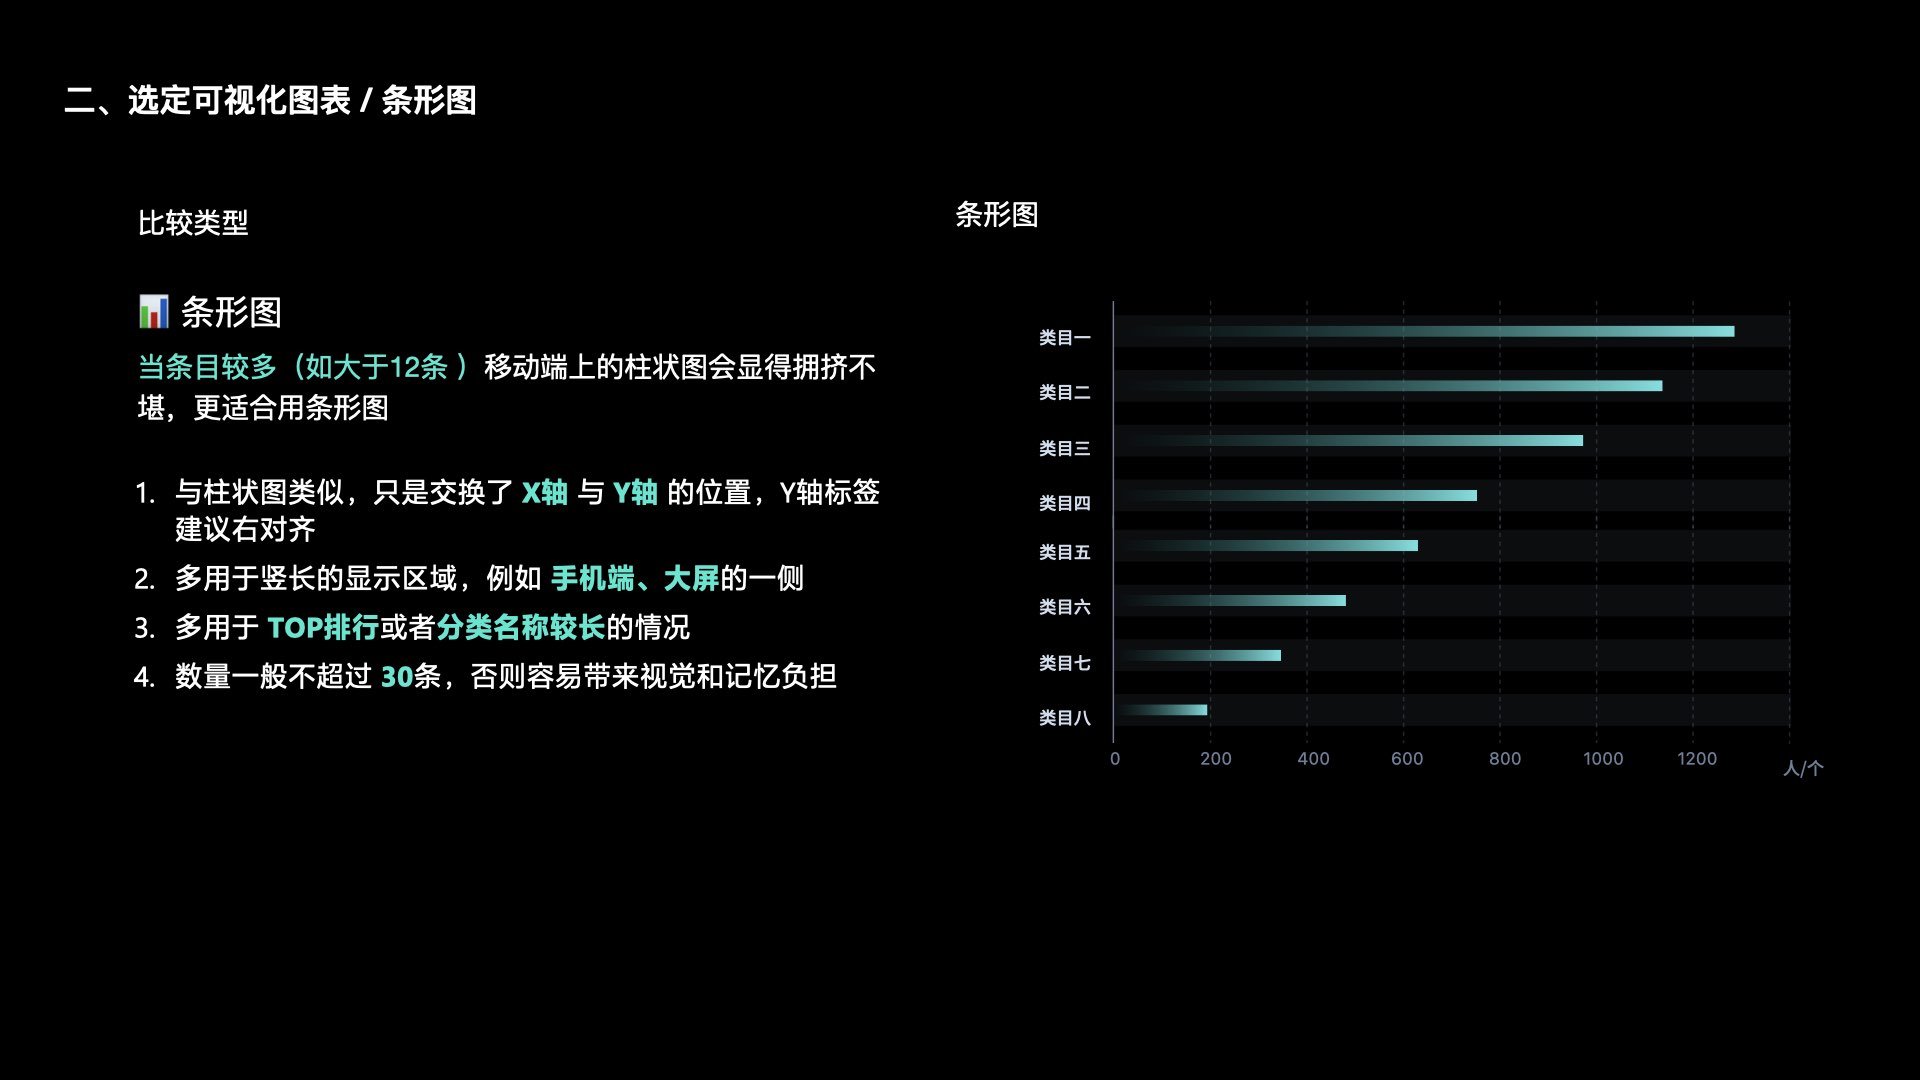 二、选定可视化图表 / 条形图
比较类型
条形图
当条目较多（如大于12条 ）移动端上的柱状图会显得拥挤不
堪，更适合用条形图
1. 与柱状图类似，只是交换了 X轴 与 Y轴 的位置，Y轴标签
建议右对齐
2. 多用于竖长的显示区域，例如 手机端、大屏的一侧
3. 多用于 TOP排行或者分类名称较长的情况
4. 数量一般不超过 30条，否则容易带来视觉和记忆负担
条形图
类目一
类目二
类目三
类目四
类目五
类目六
类目七
类目八
0 200 400 600 800 1000 1200 人/个